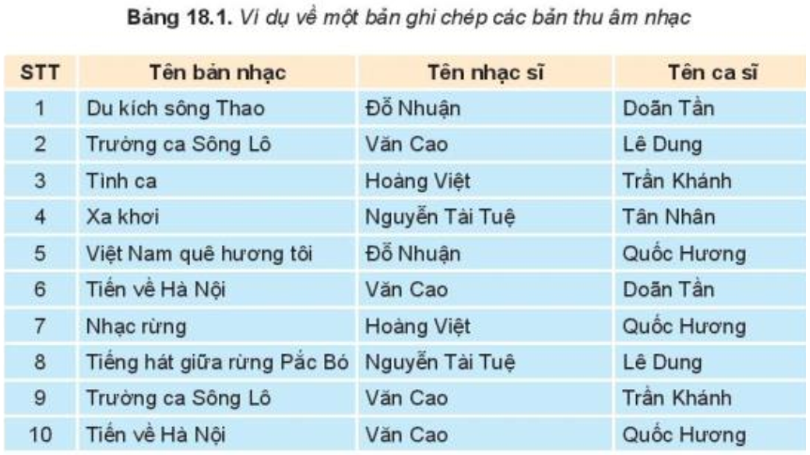 Bảng 18.1. Ví dụ về một bản ghi chép các bản thu âm nhạc
STT Tên bản nhạc Tên nhạc sĩ Tên ca sĩ
1 Du kích sông Thao Đỗ Nhuận Doãn Tần
2 Trường ca Sông Lô Văn Cao Lê Dung
3 Tình ca Hoàng Việt Trần Khánh
4 Xa khơi Nguyễn Tài Tuệ Tân Nhân
5 Việt Nam quê hương tôi Đỗ Nhuận Quốc Hương
6 Tiến về Hà Nội Văn Cao Doãn Tần
7 Nhạc rừng Hoàng Việt Quốc Hương
8 Tiếng hát giữa rừng Pắc Bó Nguyễn Tài Tuệ Lê Dung
9 Trường ca Sông Lô Văn Cao Trần Khánh
10 Tiến về Hà Nội Văn Cao Quốc Hương